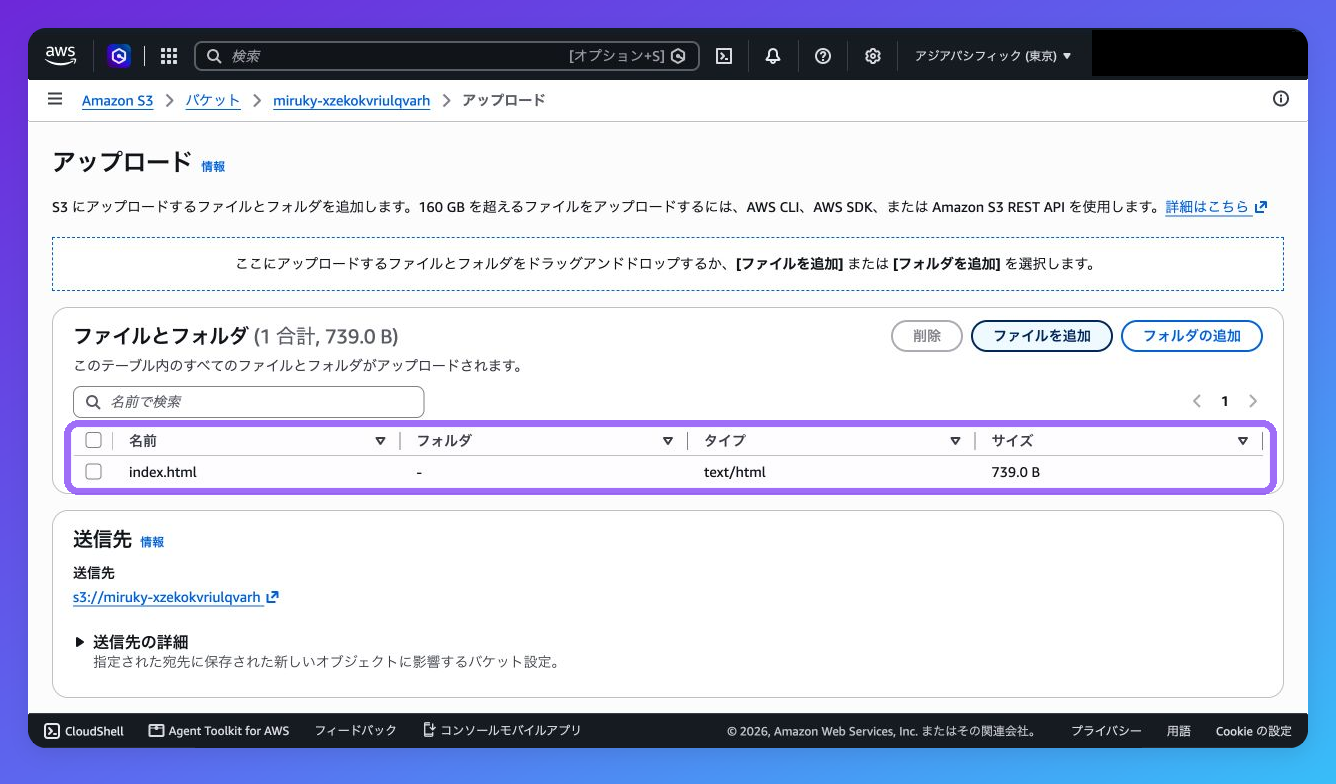 aws
検索 [オプション+S] アジアパシフィック (東京)
Amazon S3 バケット miruky-xzekokvriulqvarh アップロード
アップロード 情報
S3 にアップロードするファイルとフォルダを追加します。160 GB を超えるファイルをアップロードするには、AWS CLI、AWS SDK、または Amazon S3 REST API を使用します。詳細はこちら
ここにアップロードするファイルとフォルダをドラッグアンドドロップするか、[ファイルを追加] または [フォルダを追加] を選択します。
ファイルとフォルダ (1 合計, 739.0 B) 削除 ファイルを追加 フォルダの追加
このテーブル内のすべてのファイルとフォルダがアップロードされます。
名前で検索 1
名前 フォルダ タイプ サイズ
index.html - text/html 739.0 B
送信先 情報
送信先
s3://miruky-xzekokvriulqvarh
送信先の詳細
指定された宛先に保存された新しいオブジェクトに影響するバケット設定。
CloudShell Agent Toolkit for AWS フィードバック コンソールモバイルアプリ © 2026, Amazon Web Services, Inc. またはその関連会社。 プライバシー 用語 Cookie の設定